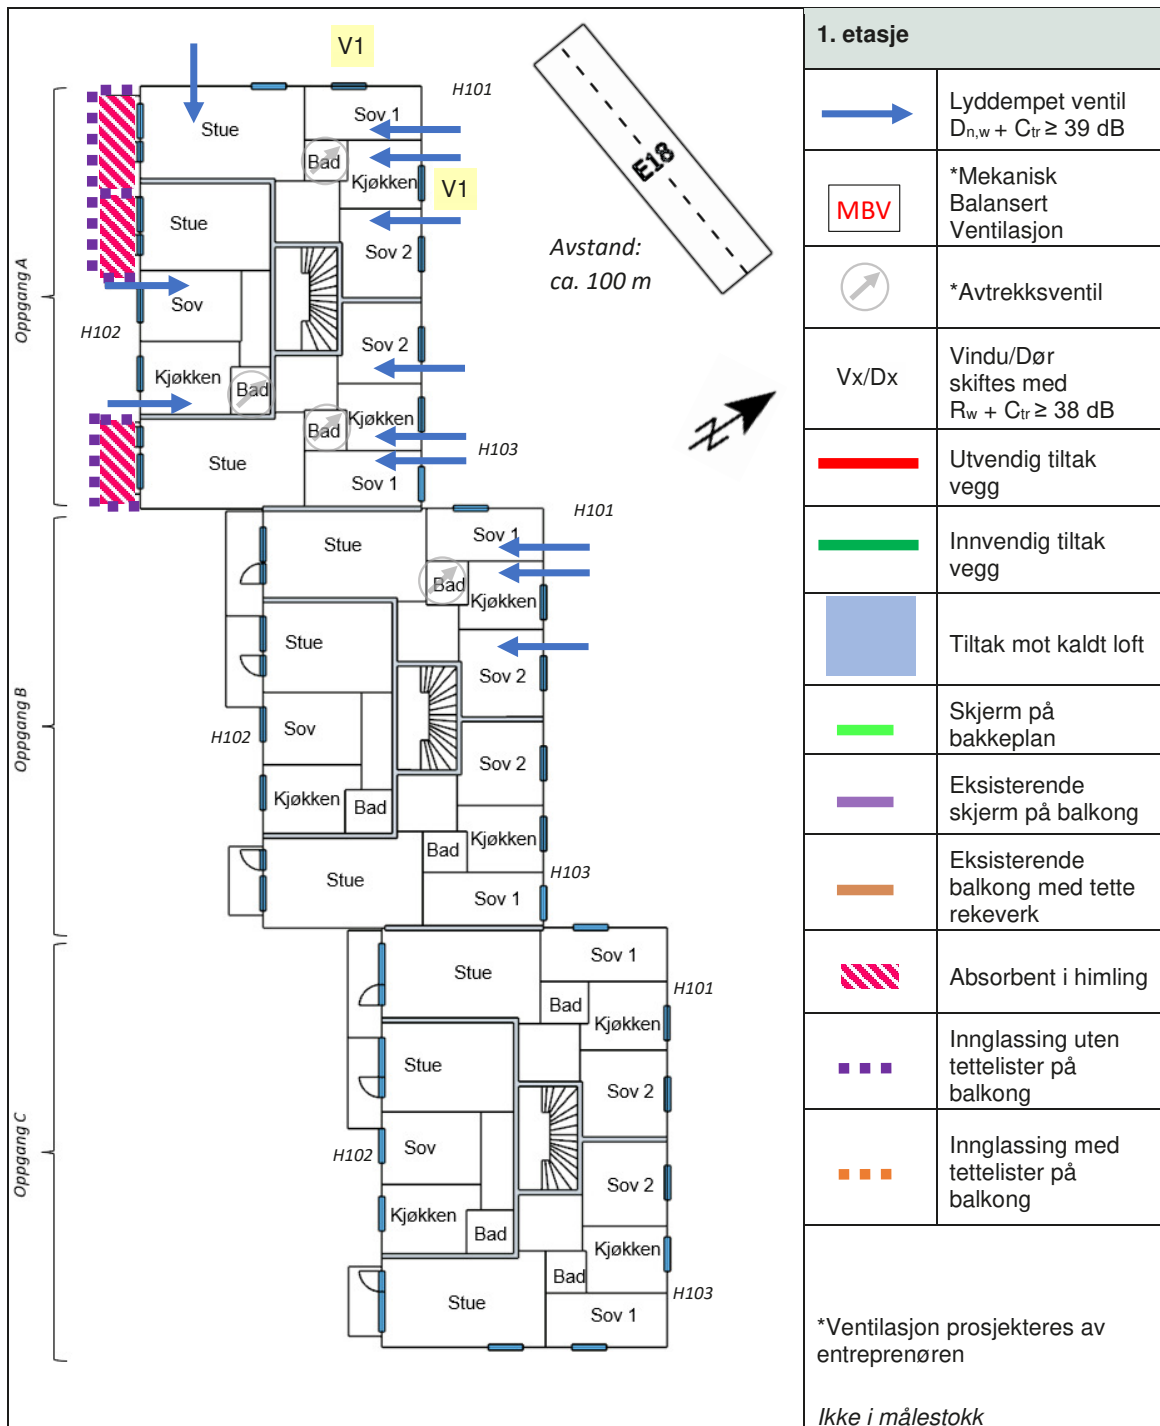 V1
H101
Sov 1
Stue
Bad
Kjøkken
V1
Stue
Sov 2
E18
Avstand:
ca. 100 m
Oppgang A
Sov
H102
Sov 2
Kjøkken
Bad
Kjøkken
Bad
H103
Stue
Sov 1
N
H101
Sov 1
Stue
Bad
Kjøkken
Stue
Sov 2
Oppgang B
H102
Sov
Sov 2
Kjøkken
Bad
Kjøkken
Bad
H103
Stue
Sov 1
Sov 1
Stue
H101
Bad
Kjøkken
Stue
Sov 2
Oppgang C
H102
Sov
Sov 2
Kjøkken
Bad
Kjøkken
Bad
H103
Stue
Sov 1
1. etasje
Lyddempet ventil
Dn,w + Ctr ≥ 39 dB
MBV
*Mekanisk
Balansert
Ventilasjon
*Avtrekksventil
Vx/Dx
Vindu/Dør
skiftes med
Rw + Ctr ≥ 38 dB
Utvendig tiltak
vegg
Innvendig tiltak
vegg
Tiltak mot kaldt loft
Skjerm på
bakkeplan
Eksisterende
skjerm på balkong
Eksisterende
balkong med tette
rekeverk
Absorbent i himling
Innglassing uten
tettelister på
balkong
Innglassing med
tettelister på
balkong
*Ventilasjon prosjekteres av
entreprenøren
Ikke i målestokk